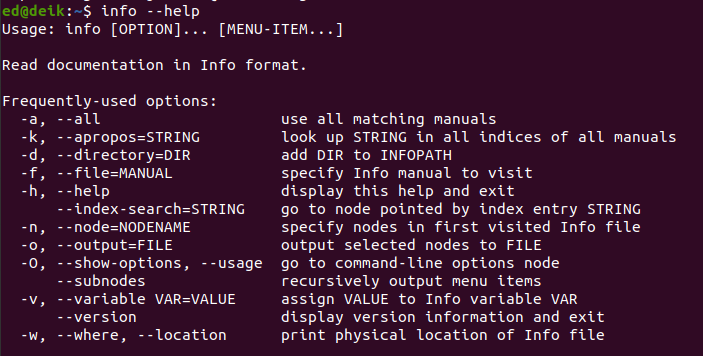 ed@deik:~$ info --help
Usage: info [OPTION]... [MENU-ITEM...]
Read documentation in Info format.
Frequently-used options:
-a, --all                    use all matching manuals
-k, --apropos=STRING         look up STRING in all indices of all manuals
-d, --directory=DIR          add DIR to INFOPATH
-f, --file=MANUAL            specify Info manual to visit
-h, --help                   display this help and exit
--index-search=STRING    go to node pointed by index entry STRING
-n, --node=NODENAME          specify nodes in first visited Info file
-o, --output=FILE            output selected nodes to FILE
-O, --show-options, --usage  go to command-line options node
--subnodes               recursively output menu items
-v, --variable VAR=VALUE     assign VALUE to Info variable VAR
--version                display version information and exit
-w, --where, --location      print physical location of Info file